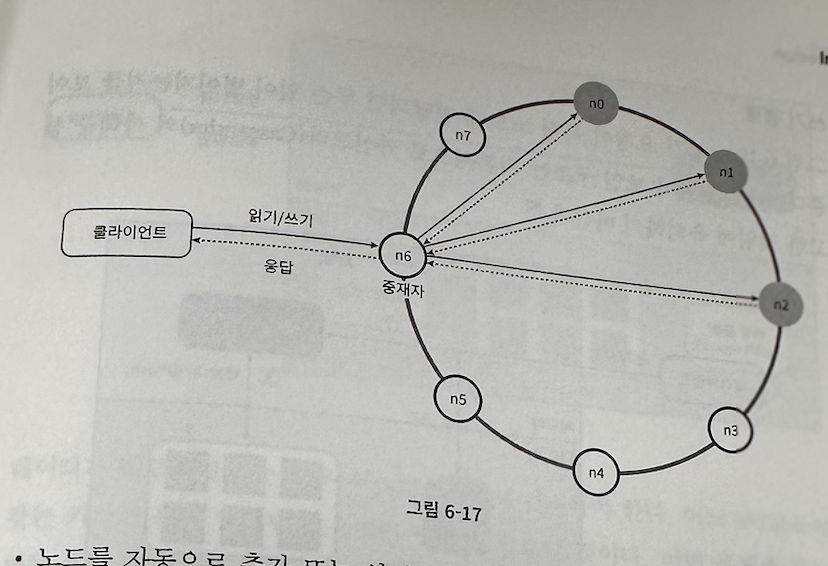 n0
n7
n1
읽기/쓰기
클라이언트
n6
응답
중재자
n2
n5
n3
n4
그림 6-17
• 노드를 자동으로 추가 또는